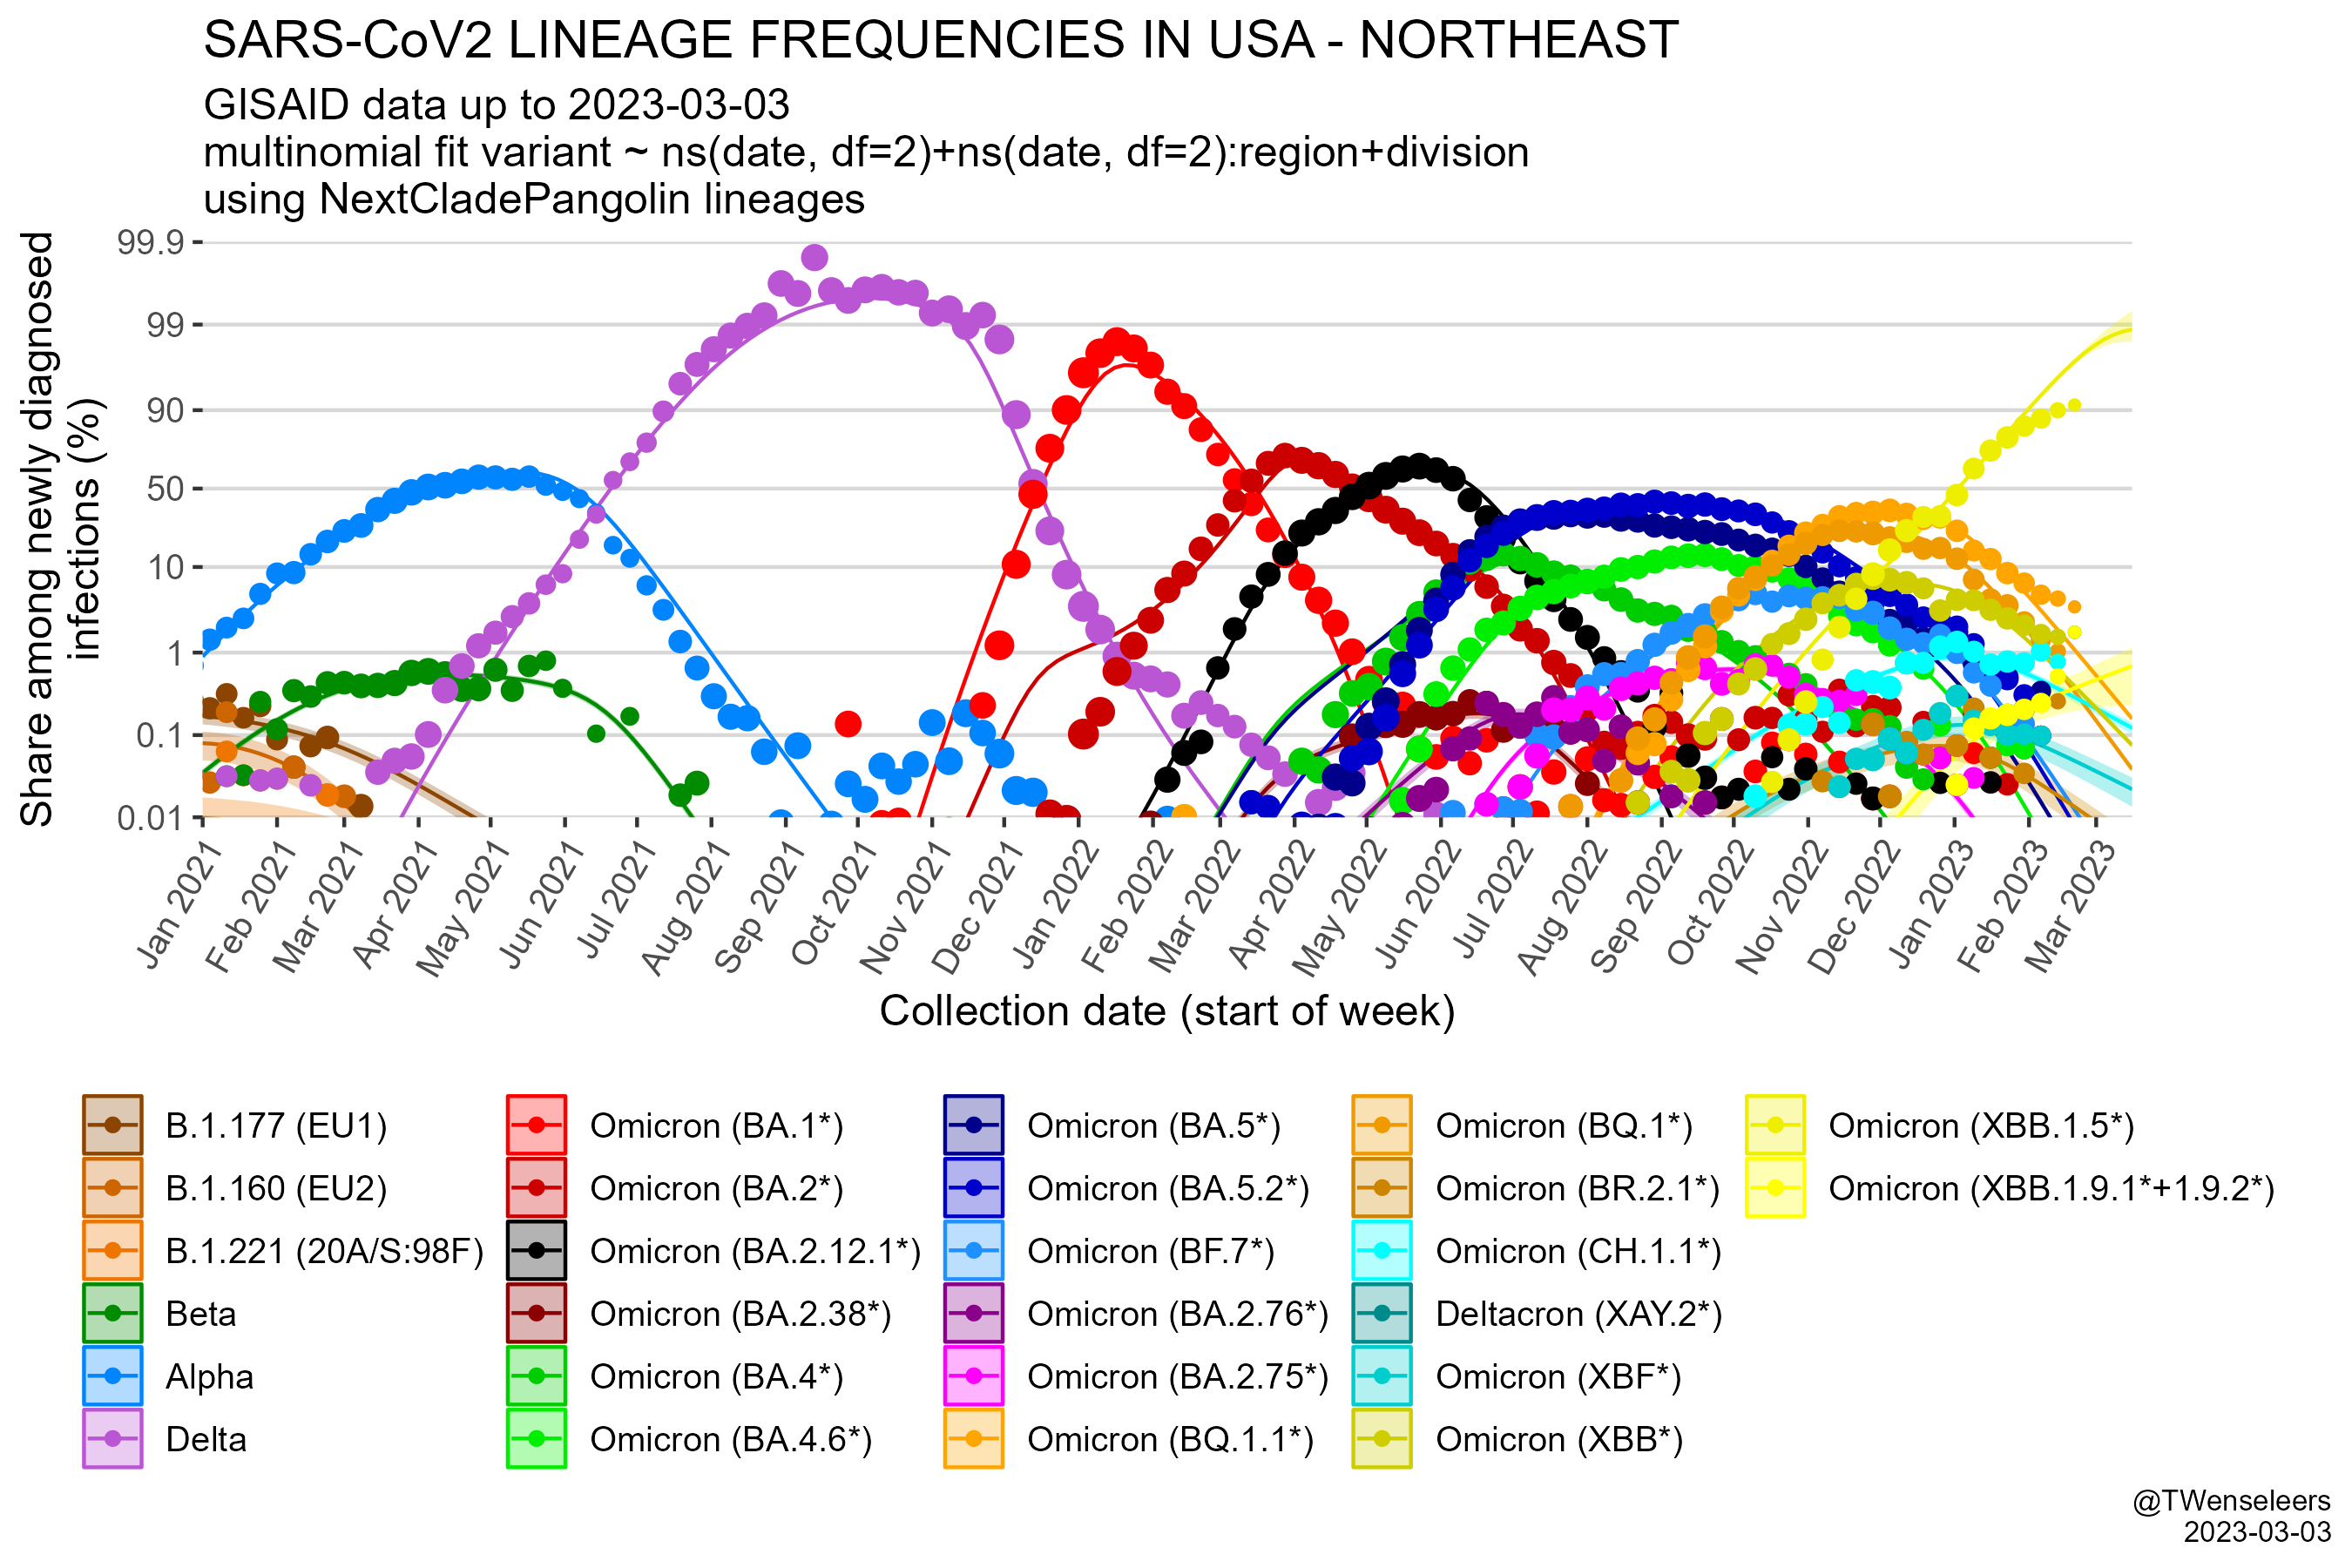 SARS-CoV2 LINEAGE FREQUENCIES IN USA - NORTHEAST
GISAID data up to 2023-03-03
multinomial fit variant ~ ns(date, df=2)+ns(date, df=2):region+division
using NextCladePangolin lineages
Share among newly diagnosed
infections (%)
99.9
99
90
50
10
1
0.1
0.01
Jan 2021
Feb 2021
Mar 2021
Apr 2021
May 2021
Jun 2021
Jul 2021
Aug 2021
Sep 2021
Oct 2021
Nov 2021
Dec 2021
Jan 2022
Feb 2022
Mar 2022
Apr 2022
May 2022
Jun 2022
Jul 2022
Aug 2022
Sep 2022
Oct 2022
Nov 2022
Dec 2022
Jan 2023
Feb 2023
Mar 2023
Collection date (start of week)
B.1.177 (EU1)
B.1.160 (EU2)
B.1.221 (20A/S:98F)
Beta
Alpha
Delta
Omicron (BA.1*)
Omicron (BA.2*)
Omicron (BA.2.12.1*)
Omicron (BA.2.38*)
Omicron (BA.4*)
Omicron (BA.4.6*)
Omicron (BA.5*)
Omicron (BA.5.2*)
Omicron (BF.7*)
Omicron (BA.2.76*)
Omicron (BA.2.75*)
Omicron (BQ.1.1*)
Omicron (BQ.1*)
Omicron (BR.2.1*)
Omicron (CH.1.1*)
Deltacron (XAY.2*)
Omicron (XBF*)
Omicron (XBB*)
Omicron (XBB.1.5*)
Omicron (XBB.1.9.1*+1.9.2*)
@TWenseleers
2023-03-03